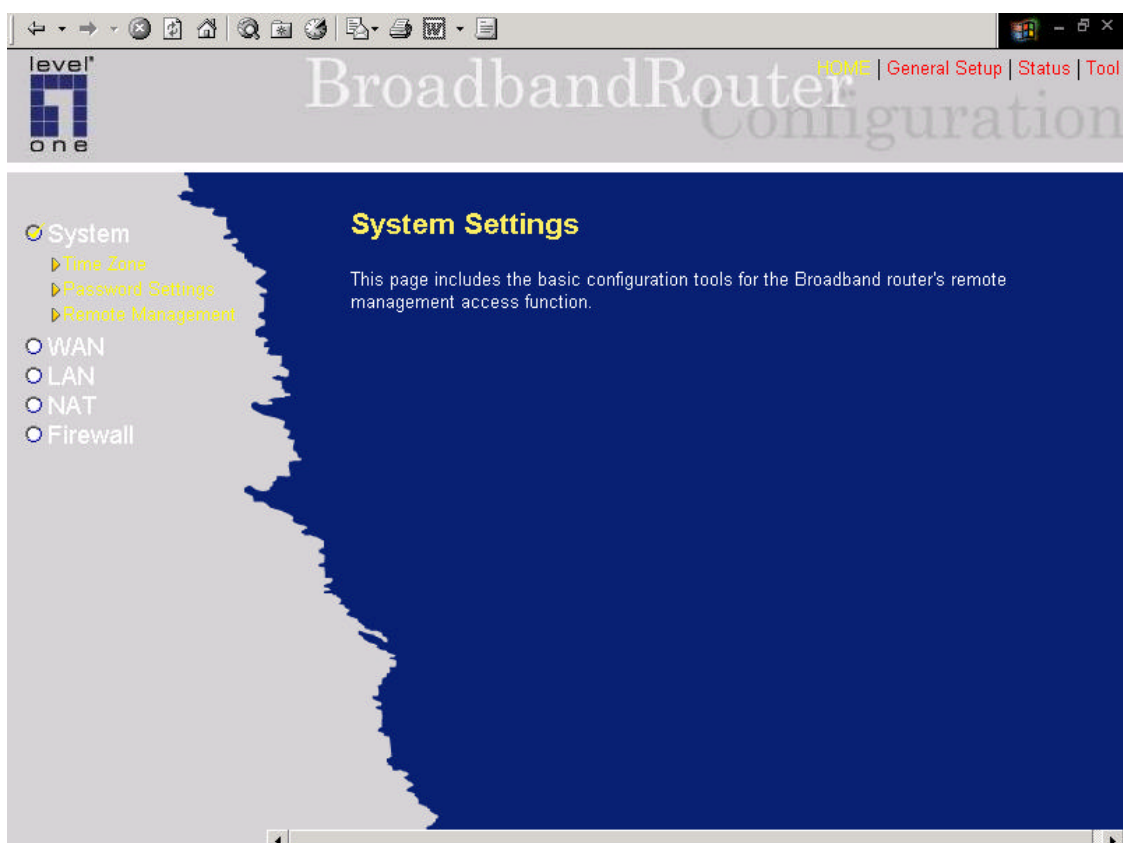 level
one
BroadbandRouter
Configuration
HOME | General Setup | Status | Tool
System
Time Zone
Password Settings
Remote Management
WAN
LAN
NAT
Firewall
System Settings
This page includes the basic configuration tools for the Broadband router's remote
management access function.